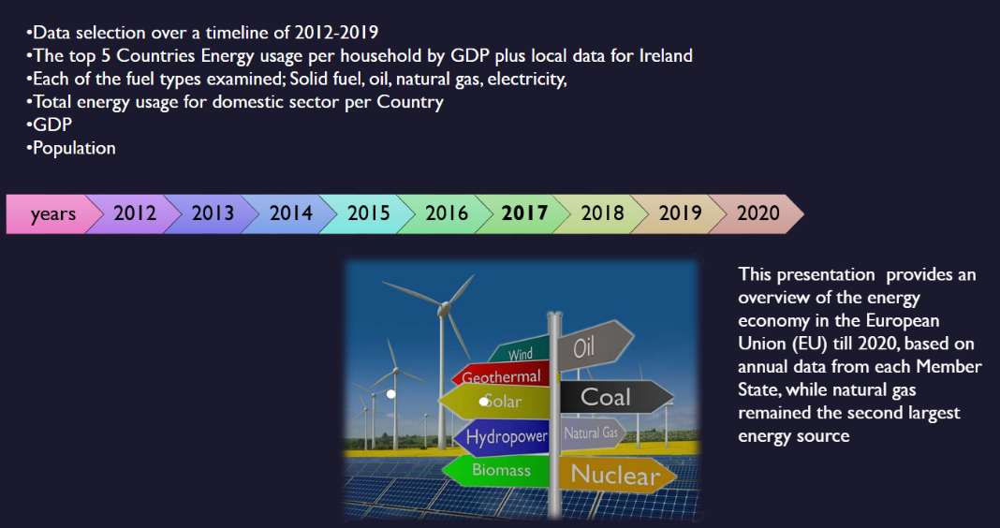 •Data selection over a timeline of 2012-2019
•The top 5 Countries Energy usage per household by GDP plus local data for Ireland
•Each of the fuel types examined; Solid fuel, oil, natural gas, electricity,
•Total energy usage for domestic sector per Country
•GDP
•Population
years 2012 2013 2014 2015 2016 2017 2018 2019 2020
This presentation provides an
overview of the energy
economy in the European
Union (EU) till 2020, based on
annual data from each Member
State, while natural gas
remained the second largest
energy source
Wind
Oil
Geothermal
Solar
Coal
Hydropower
Natural Gas
Biomass
Nuclear